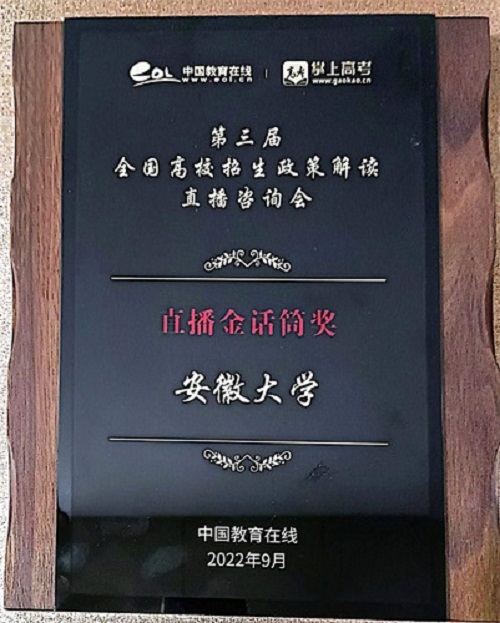 eol 中国教育在线 | 掌上高考
www.eol.cn www.gaokao.cn
第三届
全国高校招生政策解读
直播咨询会
直播金话筒奖
安徽大学
中国教育在线
2022年9月